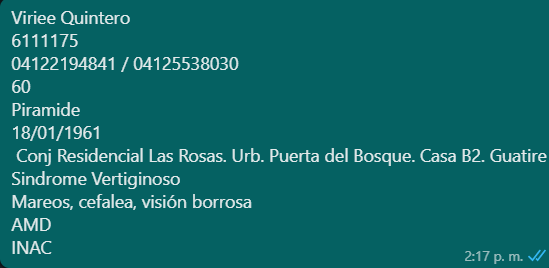 Viriee Quintero
6111175
04122194841 / 04125538030
60
Piramide
18/01/1961
Conj Residencial Las Rosas. Urb. Puerta del Bosque. Casa B2. Guatire
Sindrome Vertiginoso
Mareos, cefalea, visión borrosa
AMD
INAC
2:17 p. m.